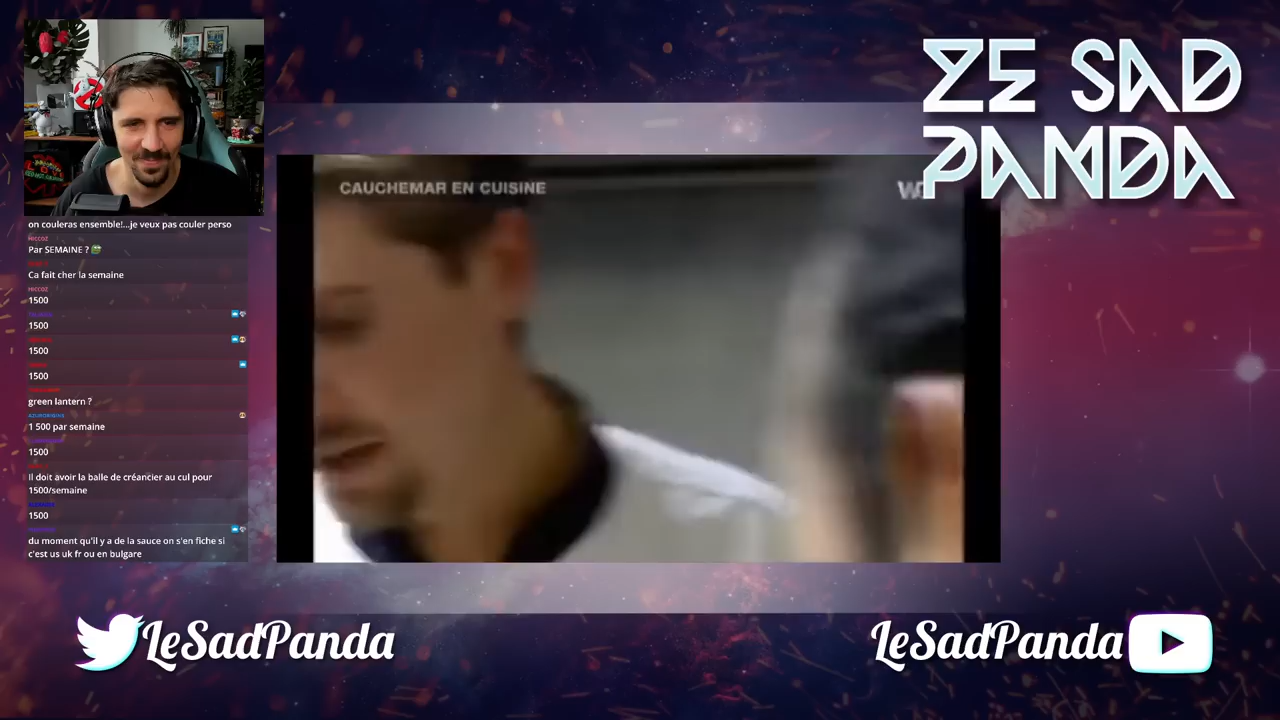 ZE SAD
PANDA
CAUCHEMAR EN CUISINE
on couleras ensemble!...je veux pas couler perso
Par SEMAINE ?
Ca fait cher la semaine
1500
1500
1500
1500
green lantern ?
1 500 par semaine
1500
Il doit avoir la balle de créancier au cul pour
1500/semaine
1500
du moment qu'il y a de la sauce on s'en fiche si
c'est us uk fr ou en bulgare
LeSadPanda
LeSadPanda